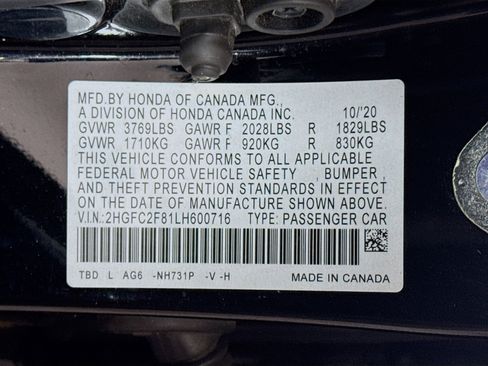 MFD.BY HONDA OF CANADA MFG.,
A DIVISION OF HONDA CANADA INC. 10/'20
GVWR 3769LBS GAWR F 2028LBS R 1829LBS
GVWR 1710KG GAWR F 920KG R 830KG
THIS VEHICLE CONFORMS TO ALL APPLICABLE
FEDERAL MOTOR VEHICLE SAFETY , BUMPER ,
AND THEFT PREVENTION STANDARDS IN EFFECT
ON THE DATE OF MANUFACTURE SHOWN ABOVE.
V.I.N.:2HGFC2F81LH600716 TYPE: PASSENGER CAR
TBD L AG6 -NH731P -V -H MADE IN CANADA